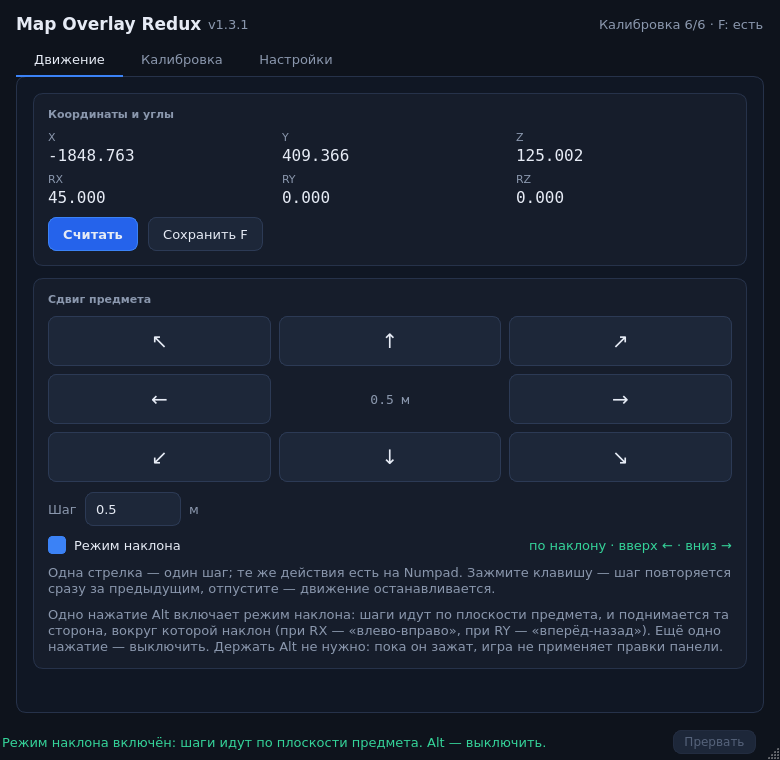 Map Overlay Redux v1.3.1
Калибровка 6/6 · F: есть
Движение Калибровка Настройки
Координаты и углы
X Y Z
-1848.763 409.366 125.002
RX RY RZ
45.000 0.000 0.000
Считать Сохранить F
Сдвиг предмета
↖ ↑ ↗
← 0.5 м →
↙ ↓ ↘
Шаг 0.5 м
Режим наклона по наклону · вверх ← · вниз →
Одна стрелка — один шаг; те же действия есть на Numpad. Зажмите клавишу — шаг повторяется
сразу за предыдущим, отпустите — движение останавливается.
Одно нажатие Alt включает режим наклона: шаги идут по плоскости предмета, и поднимается та
сторона, вокруг которой наклон (при RX — «влево-вправо», при RY — «вперёд-назад»). Ещё одно
нажатие — выключить. Держать Alt не нужно: пока он зажат, игра не применяет правки панели.
Режим наклона включён: шаги идут по плоскости предмета. Alt — выключить.
Прервать